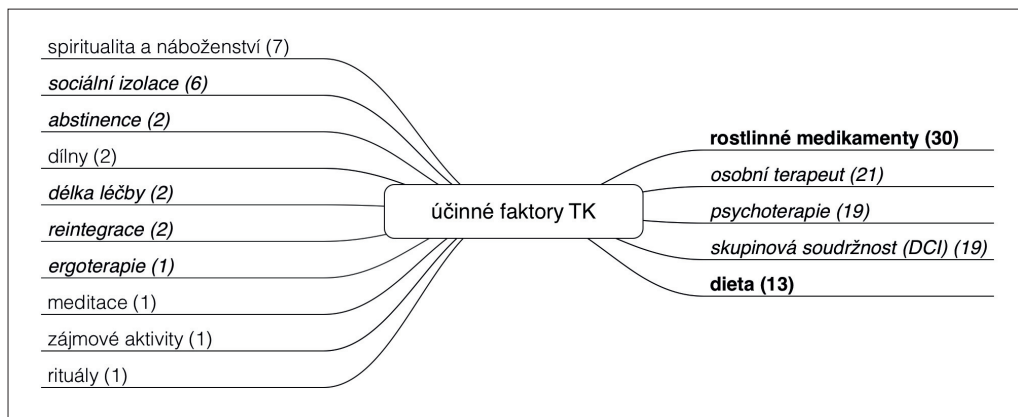 spiritualita a náboženství (7)
sociální izolace (6)
abstinence (2)
dílny (2)
délka léčby (2)
reintegrace (2)
ergoterapie (1)
meditace (1)
zájmové aktivity (1)
rituály (1)
účinné faktory TK
rostlinné medikamenty (30)
osobní terapeut (21)
psychoterapie (19)
skupinová soudržnost (DCI) (19)
dieta (13)